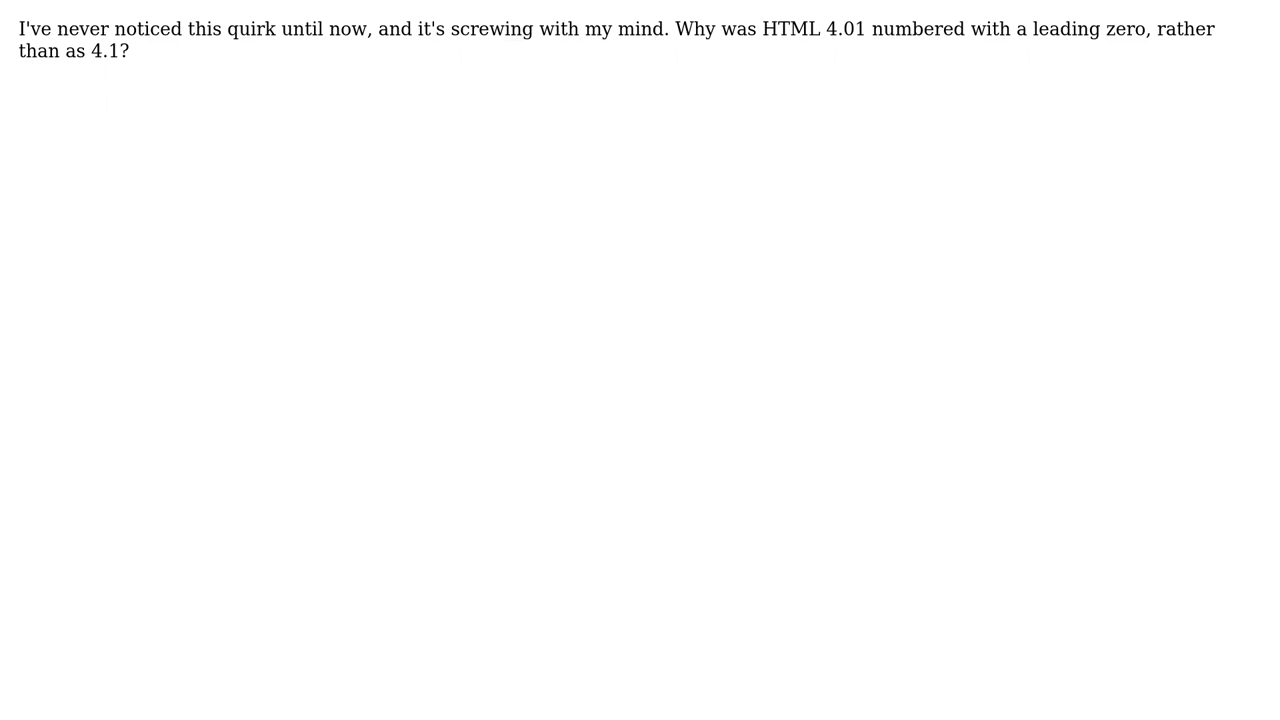 I've never noticed this quirk until now, and it's screwing with my mind. Why was HTML 4.01 numbered with a leading zero, rather
than as 4.1?